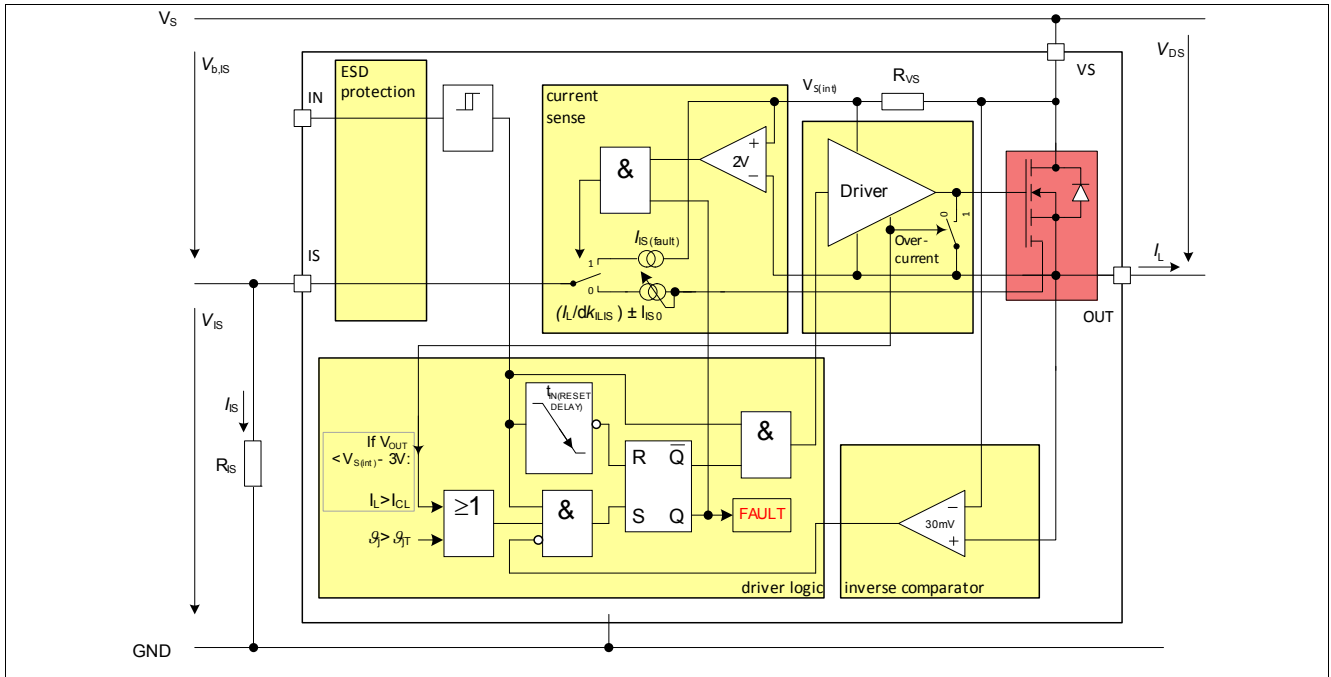 VS
Vb,IS
VDS
VS
ESD
protection
IN
current
sense
VS(int)
RVS
+
2V
−
&
Driver
0
1
Over-
current
IIS(fault)
1
0
(IL/dkILIS) ± IIS0
IS
IL
OUT
VIS
tIN(RESET
DELAY)
&
IIS
RIS
If VOUT
<VS(int)- 3V:
IL>ICL
ϑj> ϑjT
≥1
&
R
Q̅
S
Q
FAULT
−
30mV
+
driver logic
inverse comparator
GND